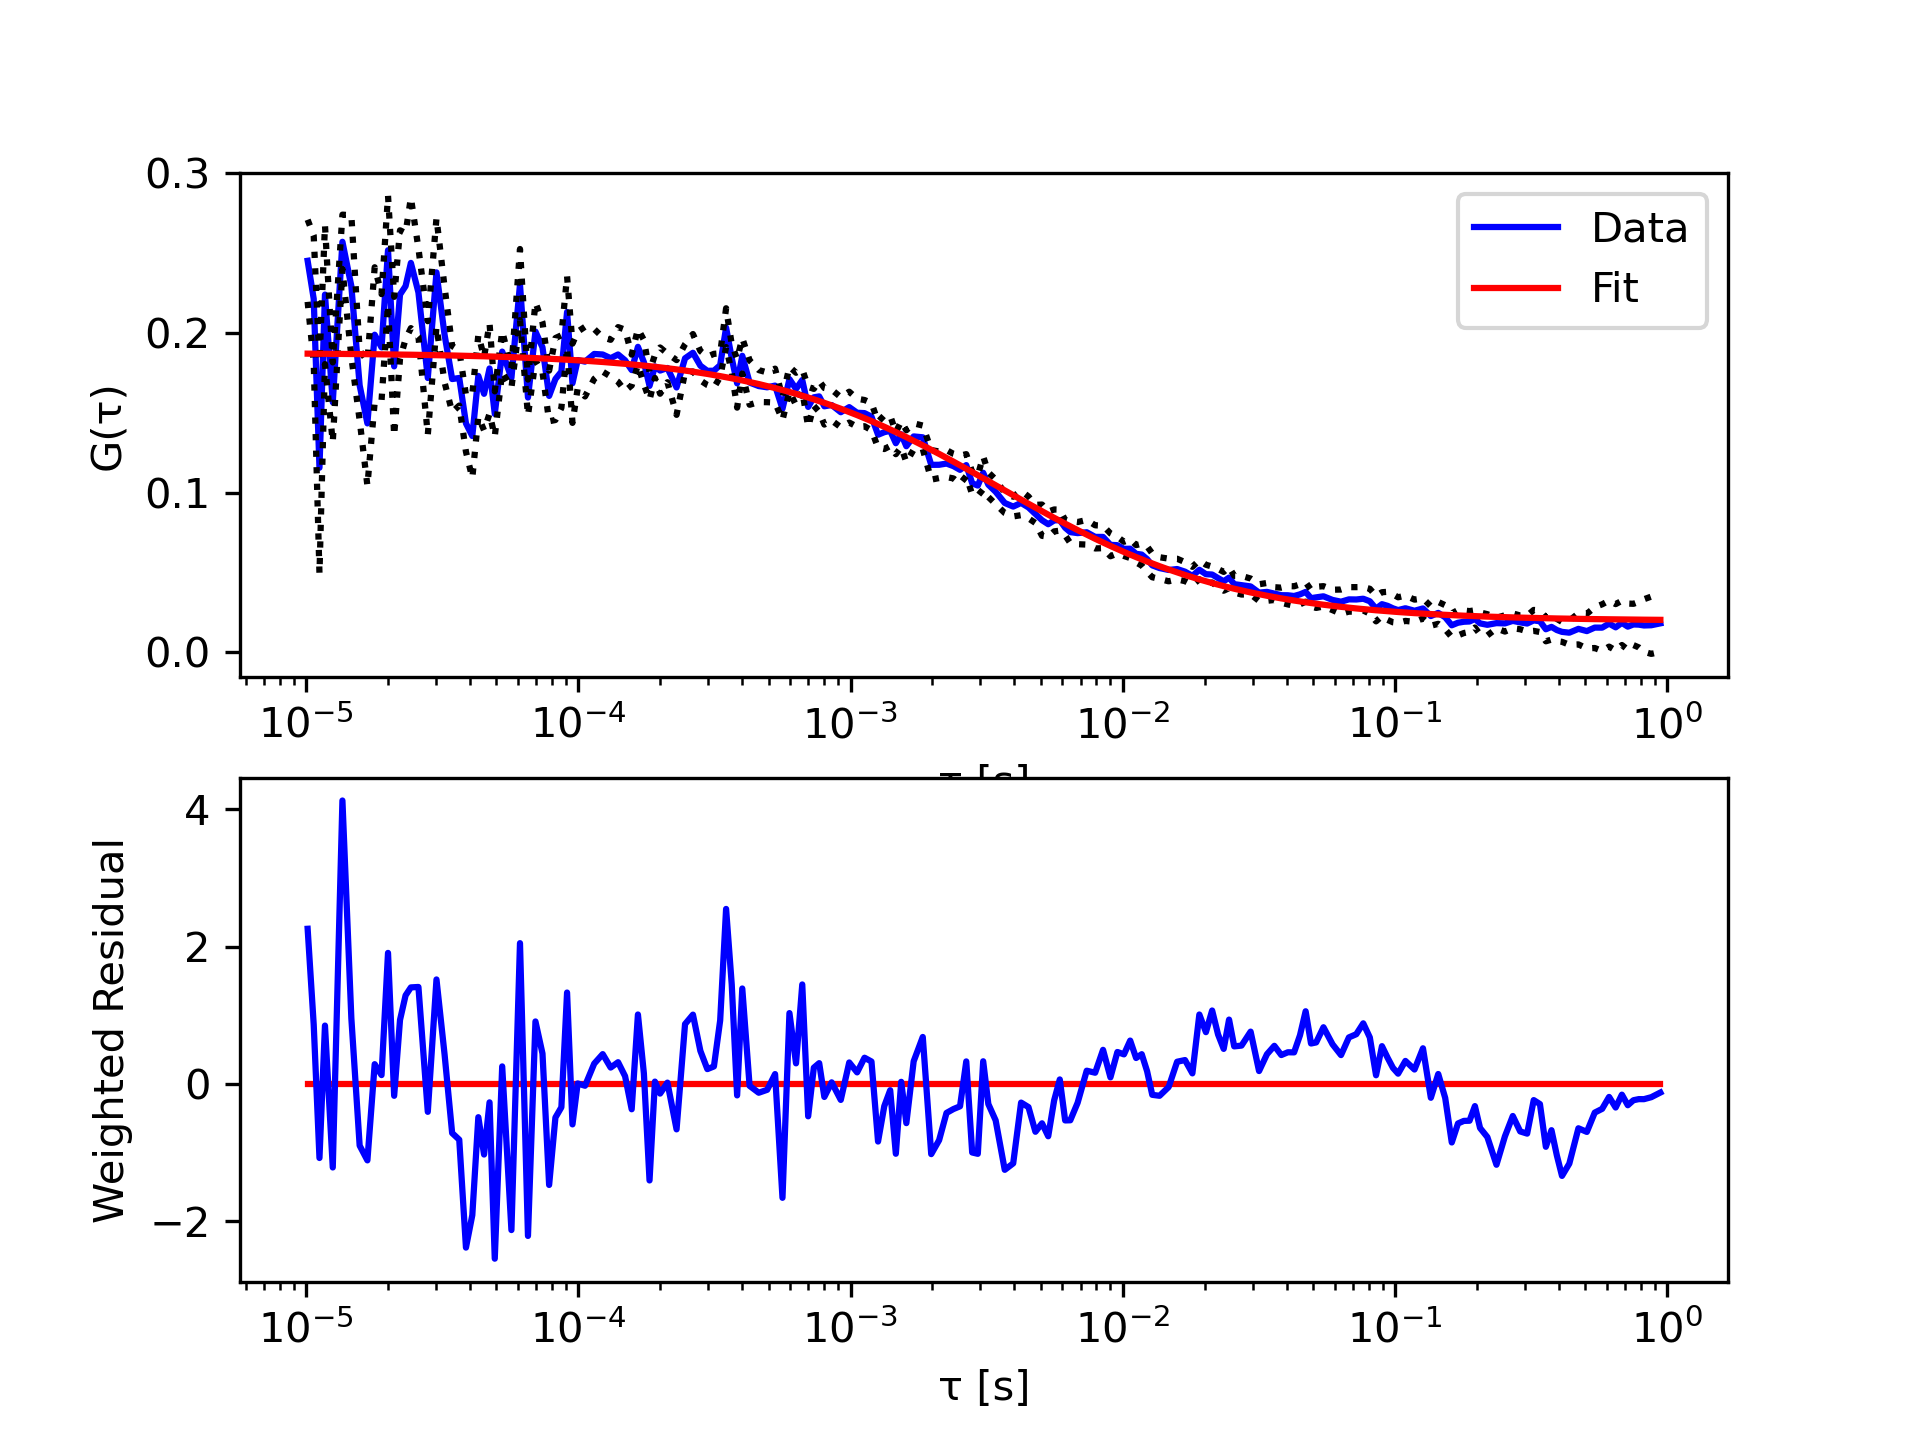 0.3
0.2
0.1
0.0
G(τ)
Data
Fit
10⁻⁵ 10⁻⁴ 10⁻³ 10⁻² 10⁻¹ 10⁰
τ [s]
4
2
0
−2
Weighted Residual
10⁻⁵ 10⁻⁴ 10⁻³ 10⁻² 10⁻¹ 10⁰
τ [s]